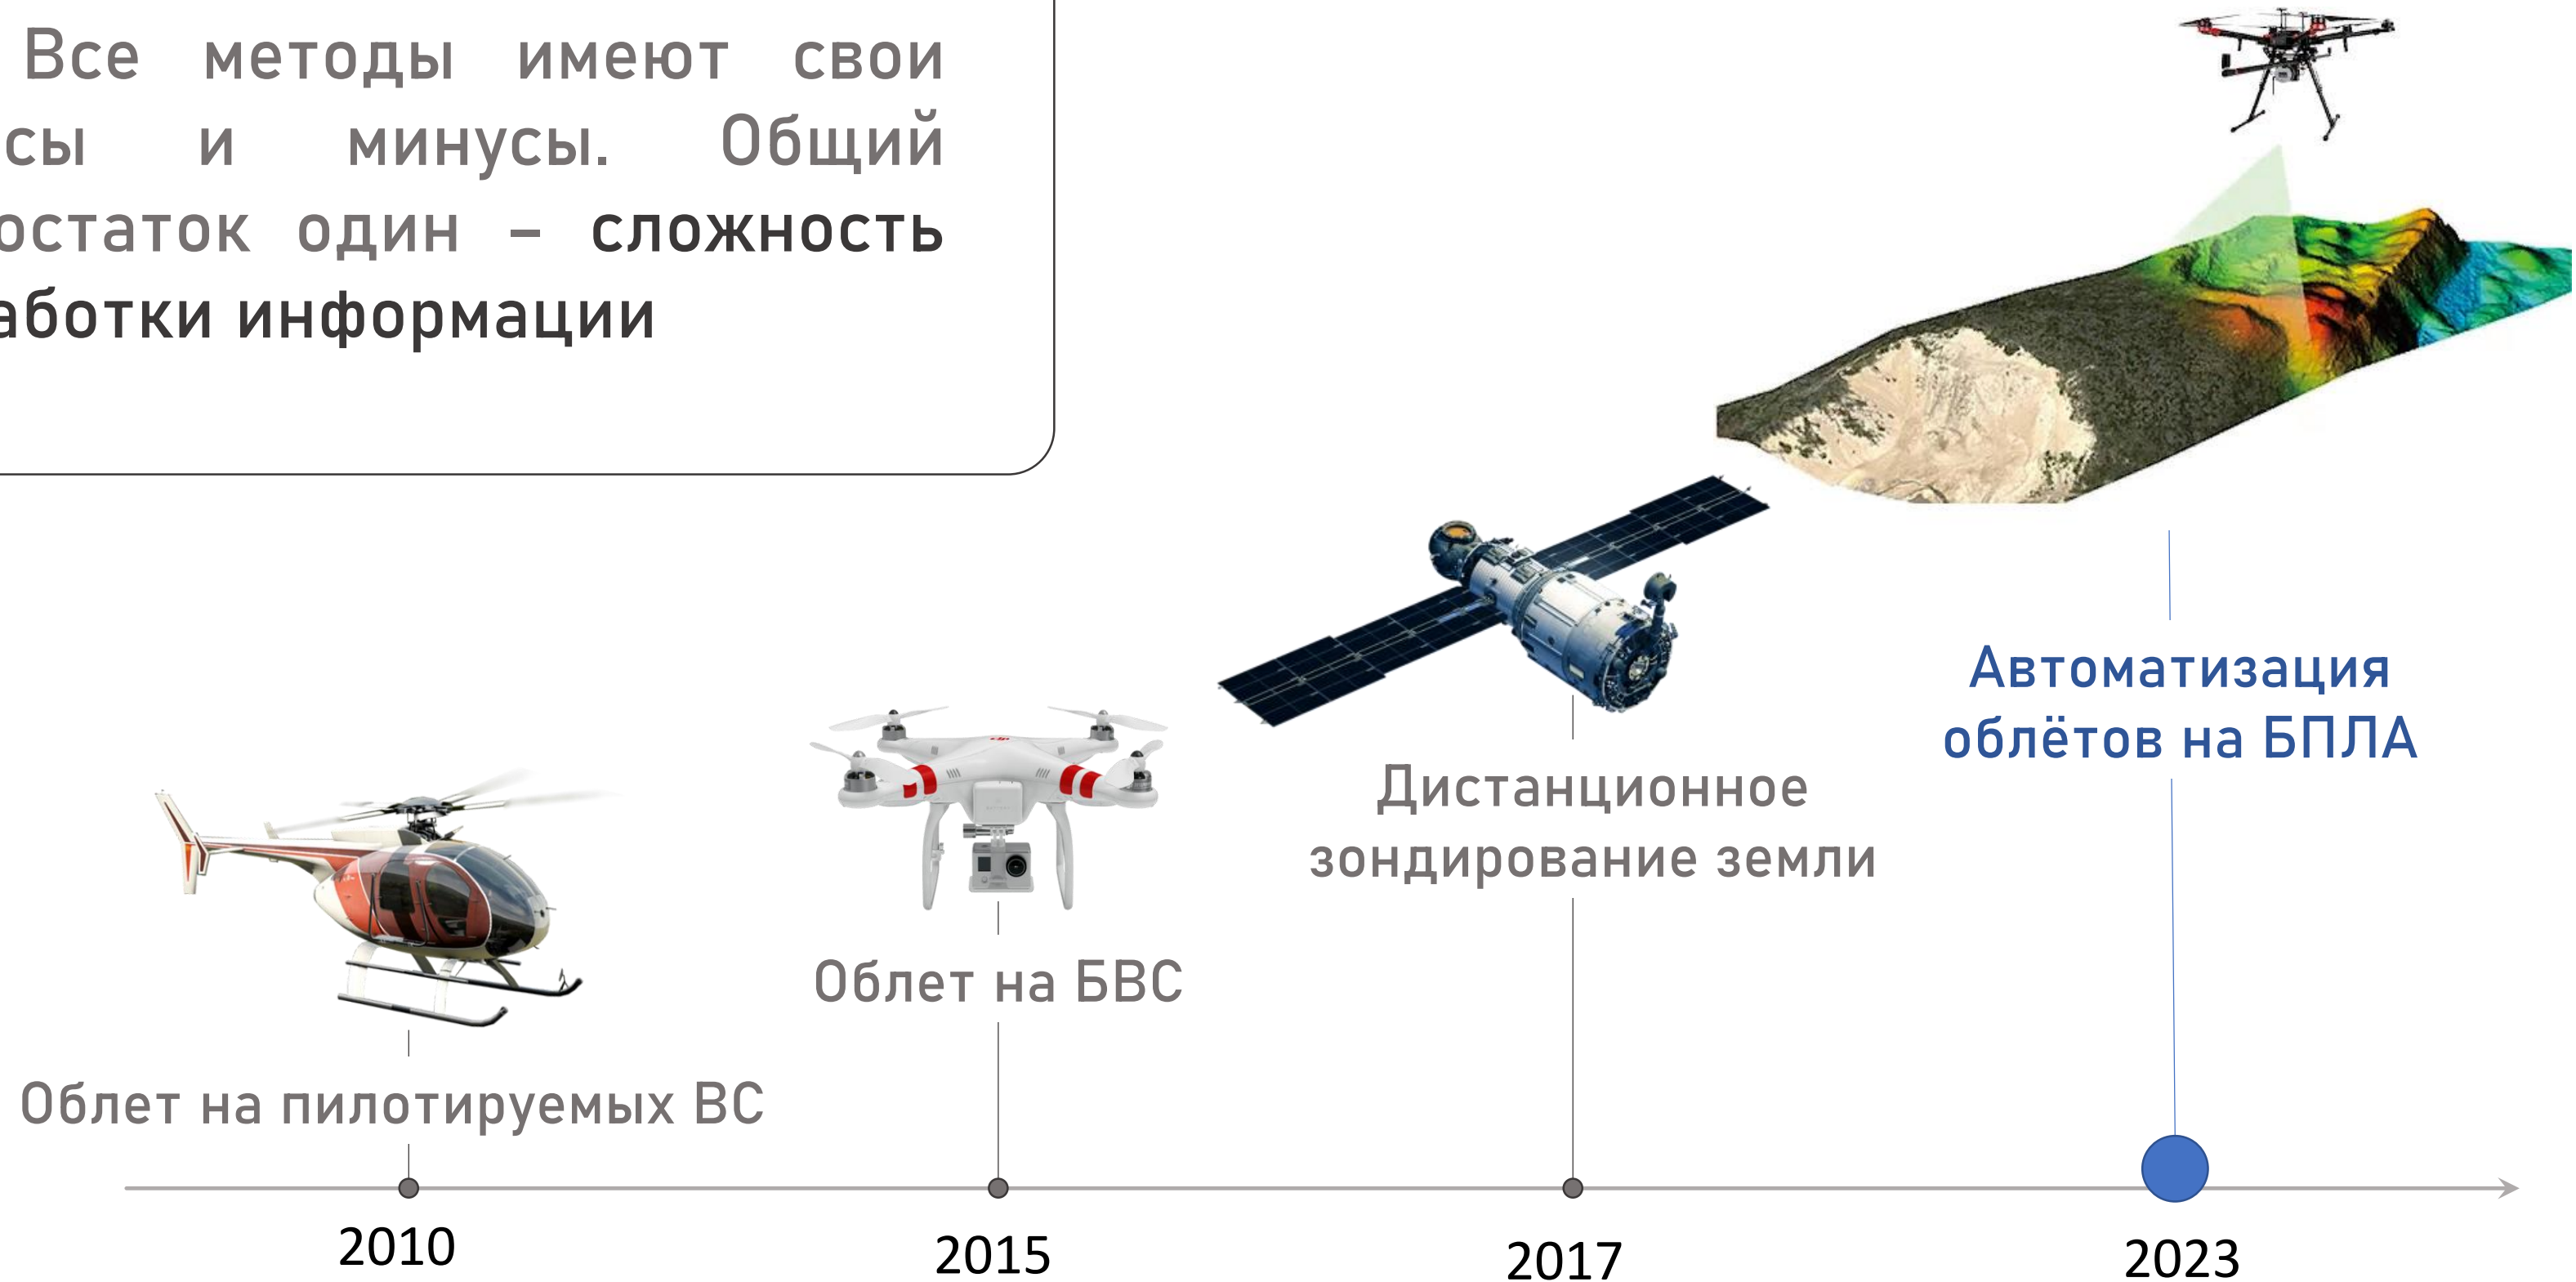 Все методы имеют свои
сы и минусы. Общий
остаток один – сложность
аботки информации
Автоматизация
облётов на БПЛА
Дистанционное
зондирование земли
Облет на БВС
Облет на пилотируемых ВС
2010
2015
2017
2023